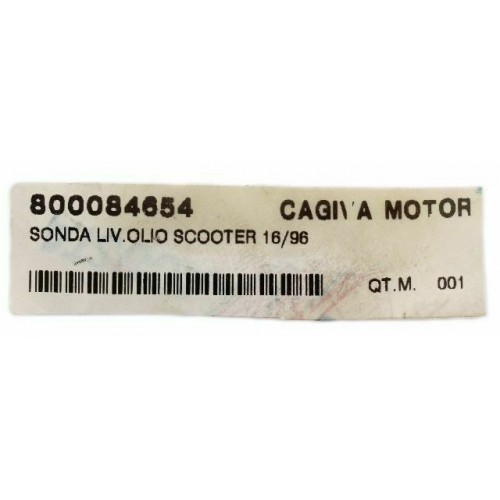 800084654 CAGIVA MOTOR
SONDA LIV.OLIO SCOOTER 16/96
QT.M. 001